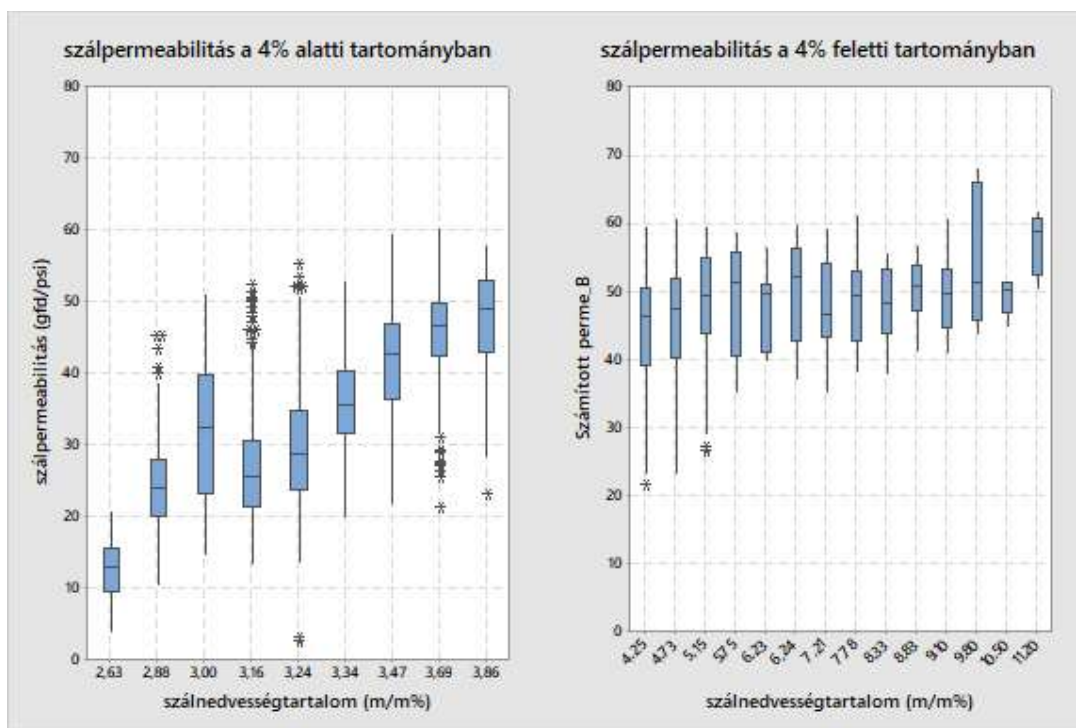 szálpermeabilitás a 4% alatti tartományban
szálpermeabilitás (gfd/psi)
80
70
60
50
40
30
20
10
0
2,63 2,88 3,00 3,16 3,24 3,34 3,47 3,69 3,86
szálnedvességtartalom (m/m%)
szálpermeabilitás a 4% feletti tartományban
Számított perme_B
80
70
60
50
40
30
20
10
0
4.25 4.73 5.15 57 5 6.23 6.24 7.21 7.7 8 8.33 8.83 9.10 9.80 10.50 11.20
szálnedvességtartalom (m/m%)